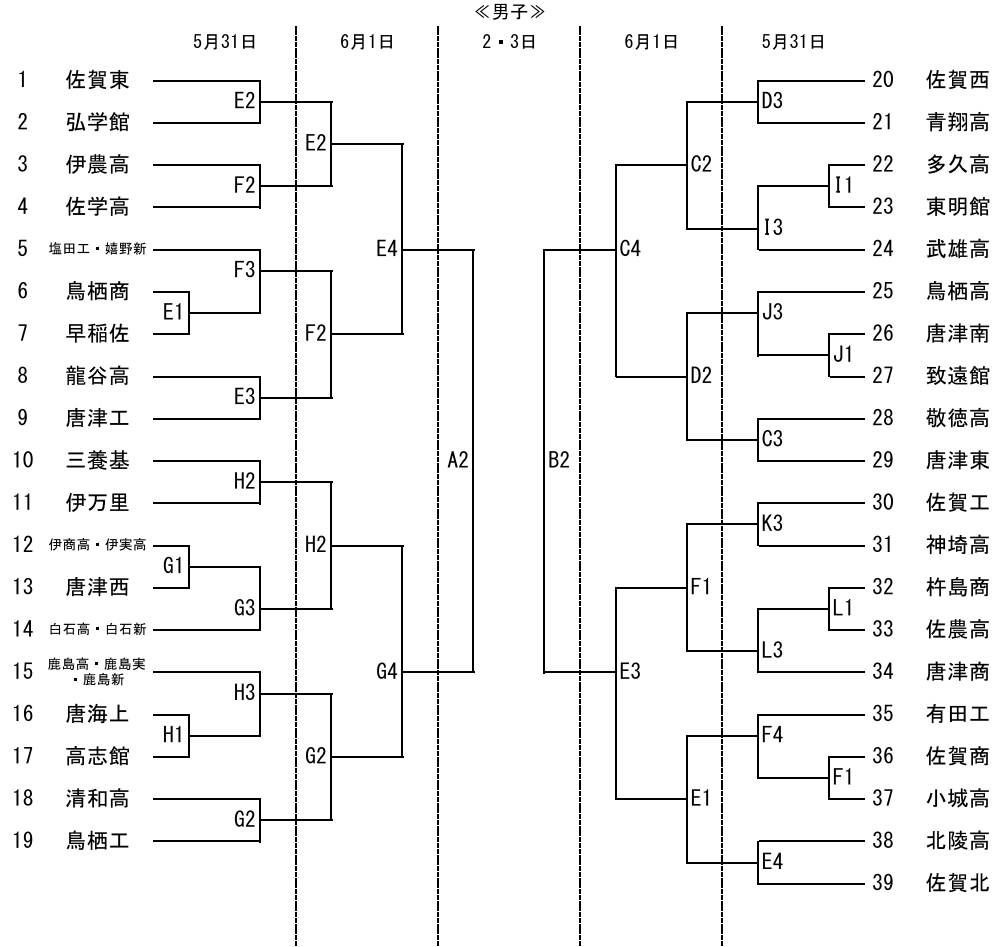 ≪男子≫
5月31日 6月1日 2・3日 6月1日 5月31日
1 佐賀東 20 佐賀西
E2 D3
2 弘学館 21 青翔高
E2
3 伊農高 22 多久高
F2 C2 I1
4 佐学高 23 東明館
I3
5 塩田工・嬉野新 E4 C4 24 武雄高
F3
6 鳥栖商 25 鳥栖高
E1 J3
7 早稲佐 F2 26 唐津南
J1
8 龍谷高 D2 27 致遠館
E3
9 唐津工 28 敬徳高
C3
10 三養基 A2 B2 29 唐津東
H2
11 伊万里 30 佐賀工
K3
12 伊商高・伊実高 H2 31 神埼高
G1
13 唐津西 F1 32 杵島商
G3 L1
14 白石高・白石新 33 佐農高
L3
15 鹿島高・鹿島実
・鹿島新 G4 E3 34 唐津商
H3
16 唐海上 35 有田工
H1 F4
17 高志館 G2 36 佐賀商
F1
18 清和高 E1 37 小城高
G2
19 鳥栖工 38 北陵高
E4
39 佐賀北